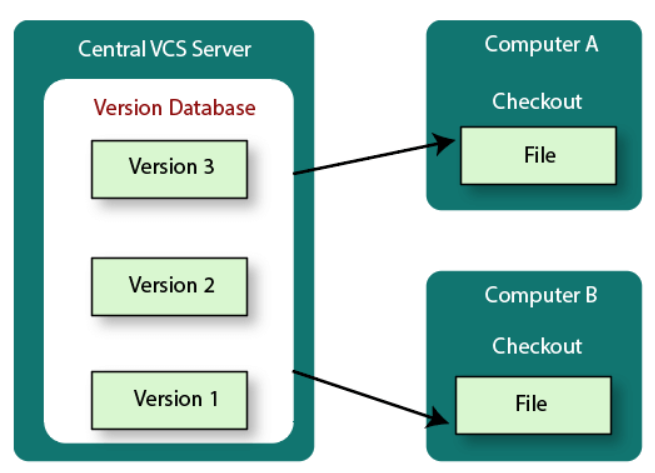 Central VCS Server
Version Database
Version 3
Version 2
Version 1
Computer A
Checkout
File
Computer B
Checkout
File